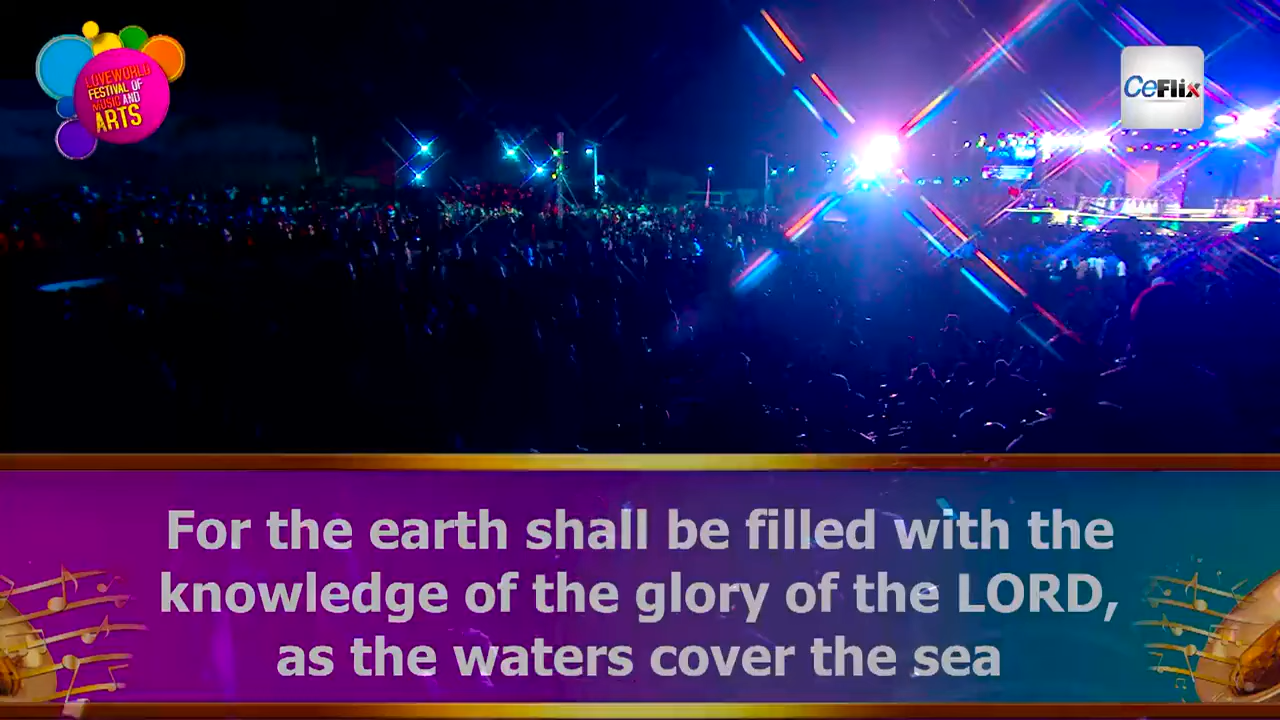 LOVEWORLD
FESTIVAL OF
MUSIC AND
ARTS
CeFlix
For the earth shall be filled with the
knowledge of the glory of the LORD,
as the waters cover the sea